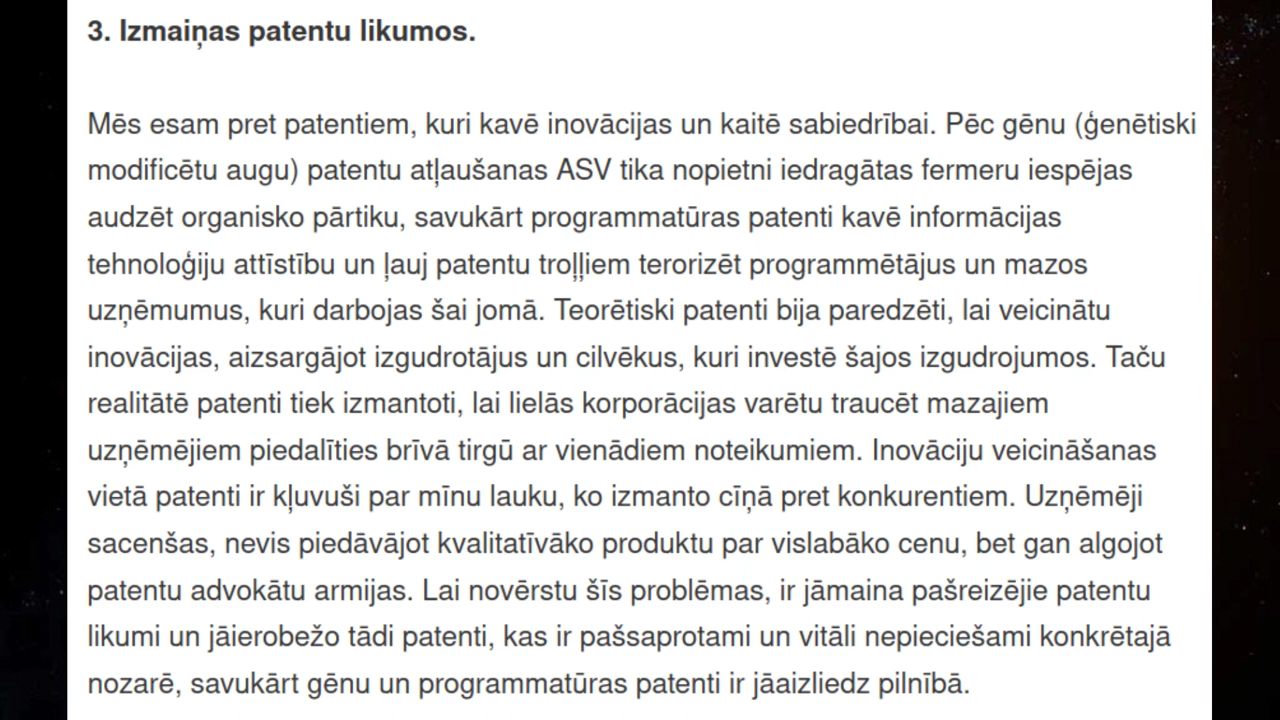 3. Izmaiņas patentu likumos.
Mēs esam pret patentiem, kuri kavē inovācijas un kaitē sabiedrībai. Pēc gēnu (ģenētiski
modificētu augu) patentu atļaušanas ASV tika nopietni iedragātas fermeru iespējas
audzēt organisko pārtiku, savukārt programmatūras patenti kavē informācijas
tehnoloģiju attīstību un ļauj patentu troļļiem terorizēt programmētājus un mazos
uzņēmumus, kuri darbojas šai jomā. Teorētiski patenti bija paredzēti, lai veicinātu
inovācijas, aizsargājot izgudrotājus un cilvēkus, kuri investē šajos izgudrojumos. Taču
realitātē patenti tiek izmantoti, lai lielās korporācijas varētu traucēt mazajiem
uzņēmējiem piedalīties brīvā tirgū ar vienādiem noteikumiem. Inovāciju veicināšanas
vietā patenti ir kļuvuši par mīnu lauku, ko izmanto cīņā pret konkurentiem. Uzņēmēji
sacenšas, nevis piedāvājot kvalitatīvāko produktu par vislabāko cenu, bet gan algojot
patentu advokātu armijas. Lai novērstu šīs problēmas, ir jāmaina pašreizējie patentu
likumi un jāierobežo tādi patenti, kas ir pašsaprotami un vitāli nepieciešami konkrētajā
nozarē, savukārt gēnu un programmatūras patenti ir jāaizliedz pilnībā.